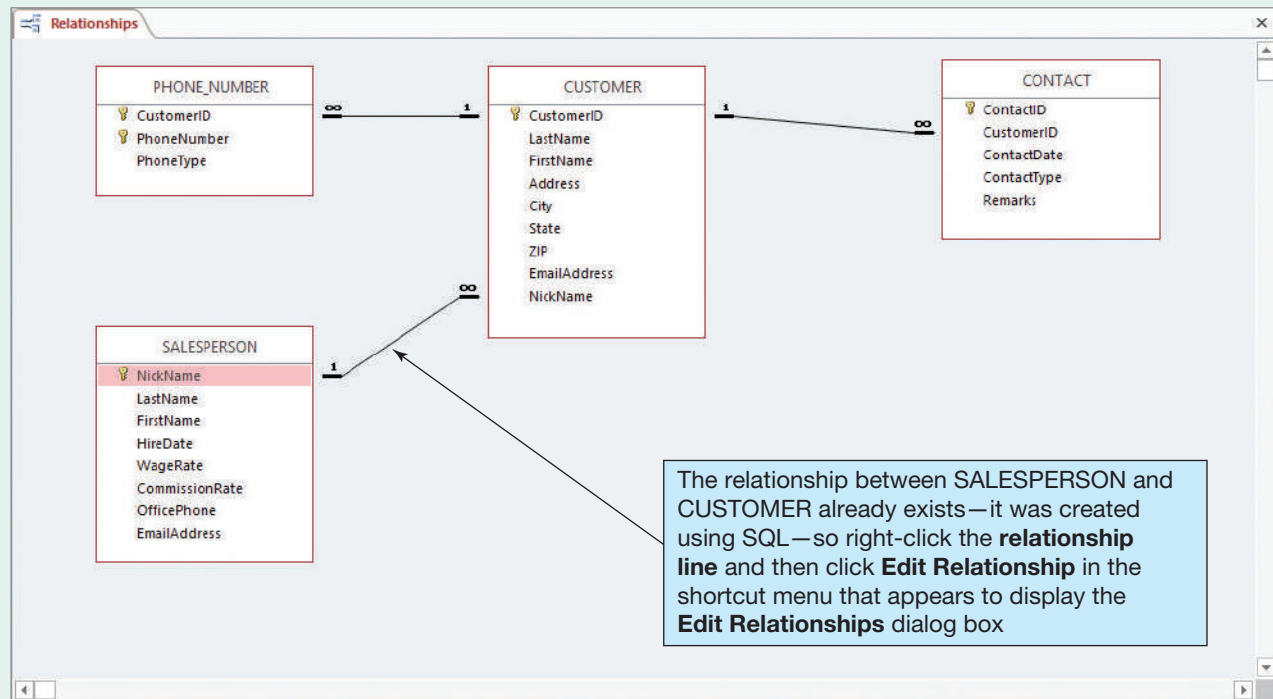 Relationships
PHONE_NUMBER
CustomerID
PhoneNumber
PhoneType
∞
1
CUSTOMER
CustomerID
LastName
FirstName
Address
City
State
ZIP
EmailAddress
NickName
1
∞
CONTACT
ContactID
CustomerID
ContactDate
ContactType
Remarks
∞
1
SALESPERSON
NickName
LastName
FirstName
HireDate
WageRate
CommissionRate
OfficePhone
EmailAddress
The relationship between SALESPERSON and
CUSTOMER already exists—it was created
using SQL—so right-click the relationship
line and then click Edit Relationship in the
shortcut menu that appears to display the
Edit Relationships dialog box